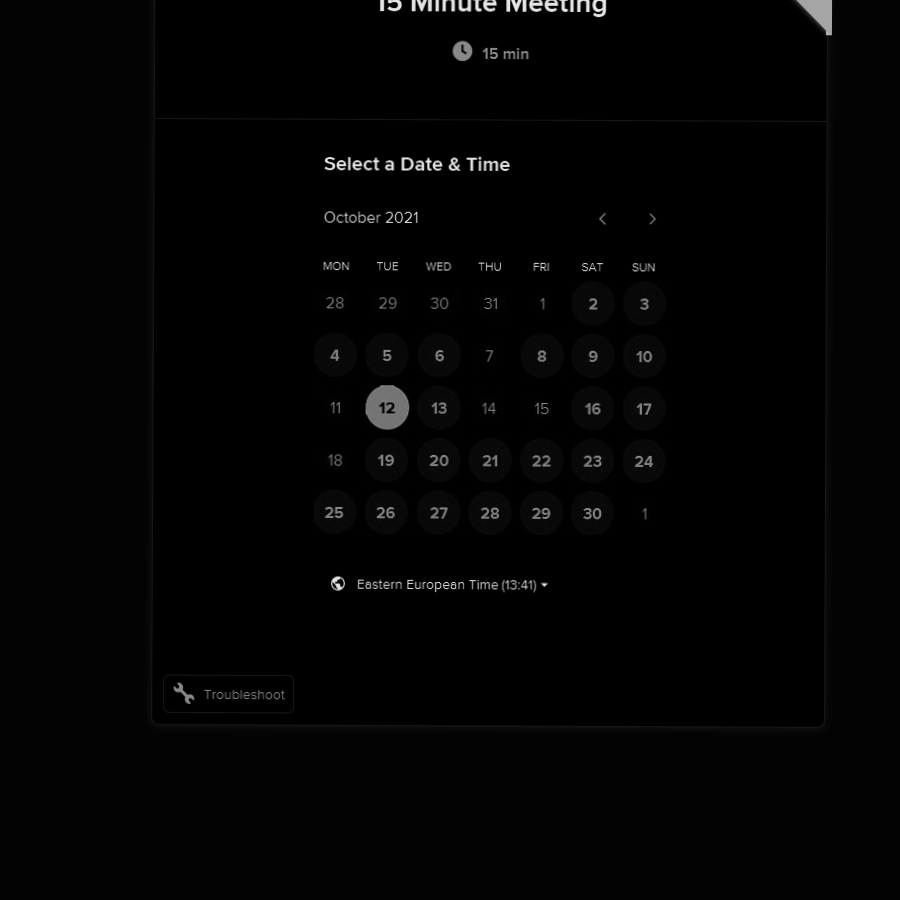 15 Minute Meeting
15 min
Select a Date & Time
October 2021
MON TUE WED THU FRI SAT SUN
28 29 30 31 1 2 3
4 5 6 7 8 9 10
11 12 13 14 15 16 17
18 19 20 21 22 23 24
25 26 27 28 29 30 1
Eastern European Time (13:41)
Troubleshoot